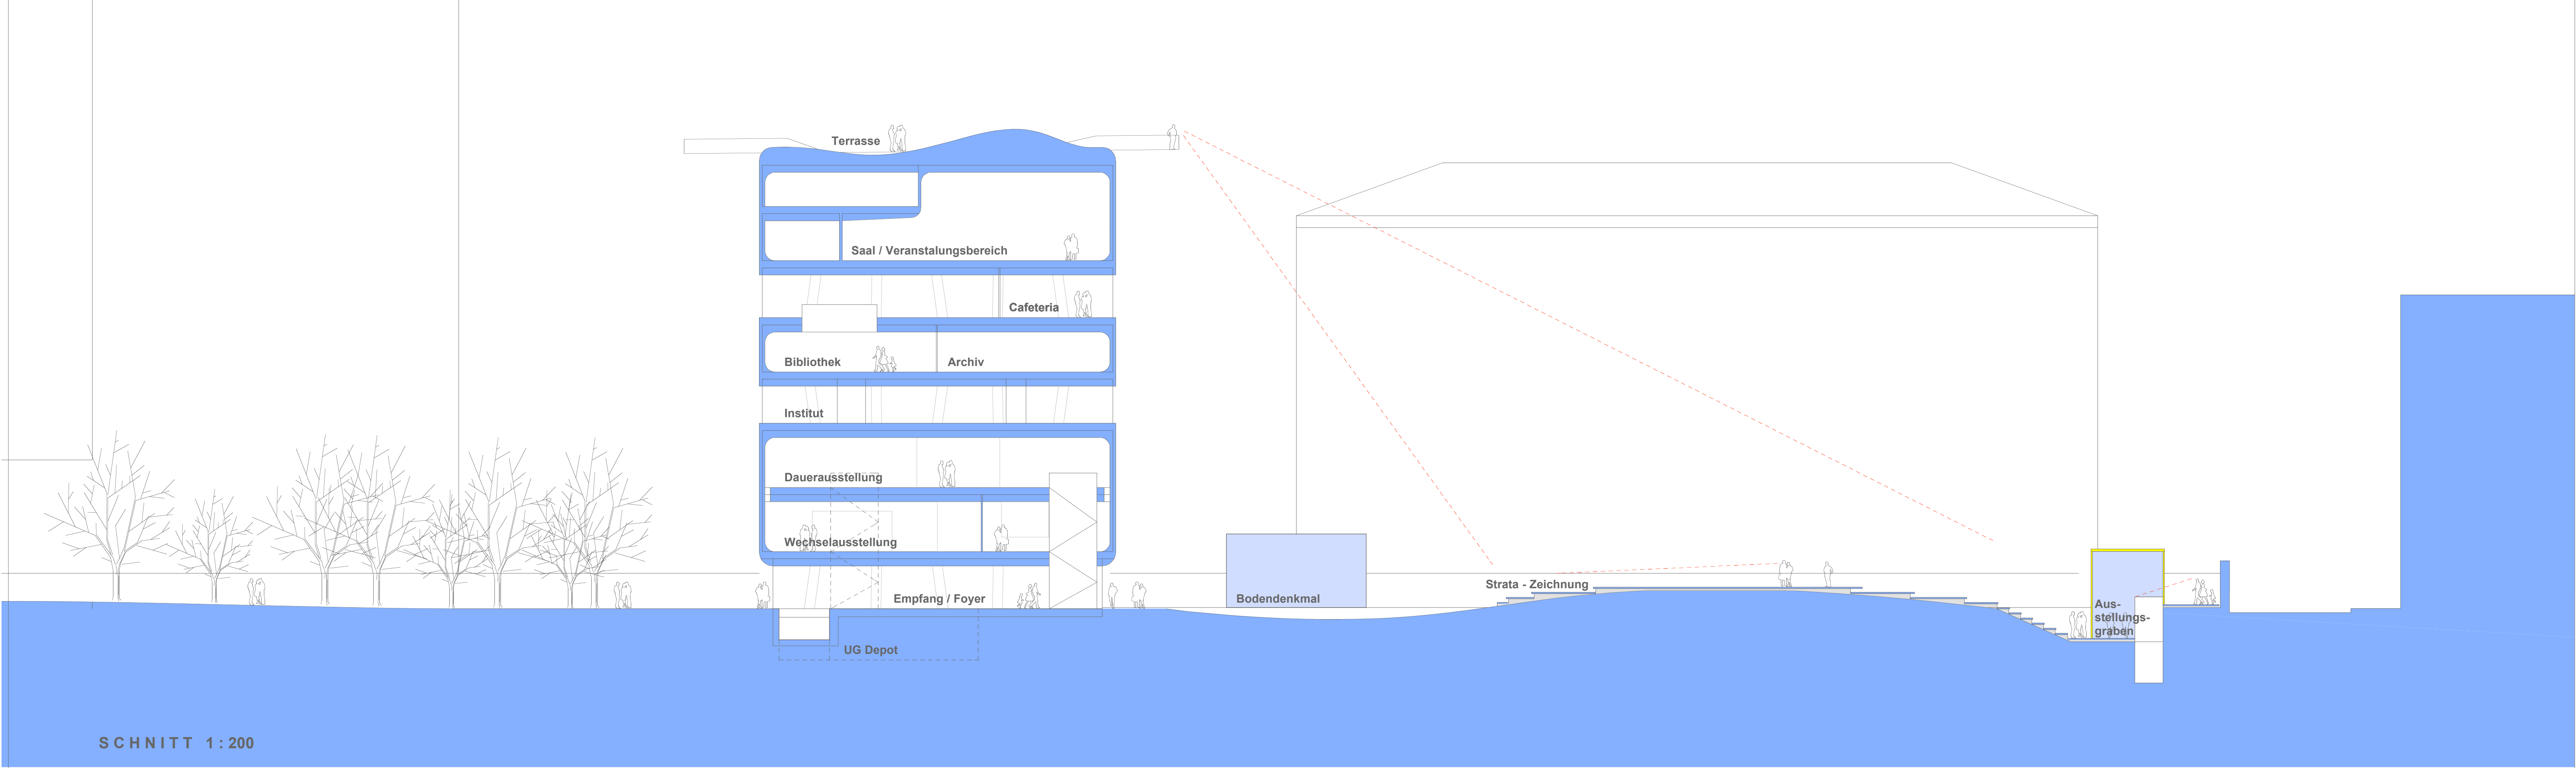 Terrasse
Saal / Veranstalungsbereich
Cafeteria
Bibliothek
Archiv
Institut
Dauerausstellung
Wechselausstellung
Empfang / Foyer
UG Depot
Bodendenkmal
Strata - Zeichnung
Aus-
stellungs-
graben
SCHNITT 1 : 200